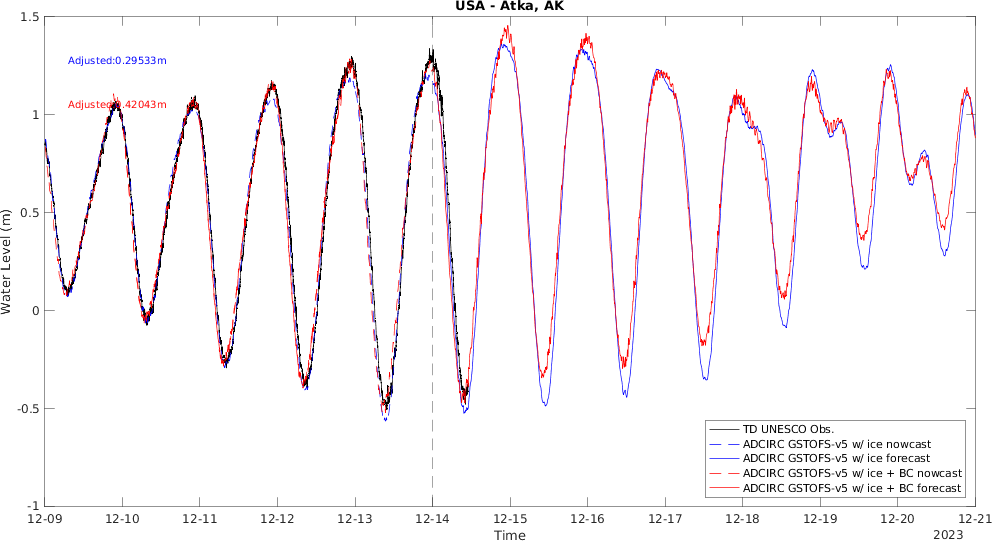 USA - Atka, AK
1.5
1
0.5
0
-0.5
-1
Water Level (m)
Adjusted:0.29533m
Adjusted:0.42043m
TD UNESCO Obs.
ADCIRC GSTOFS-v5 w/ ice nowcast
ADCIRC GSTOFS-v5 w/ ice forecast
ADCIRC GSTOFS-v5 w/ ice + BC nowcast
ADCIRC GSTOFS-v5 w/ ice + BC forecast
12-09 12-10 12-11 12-12 12-13 12-14 12-15 12-16 12-17 12-18 12-19 12-20 12-21
Time
2023